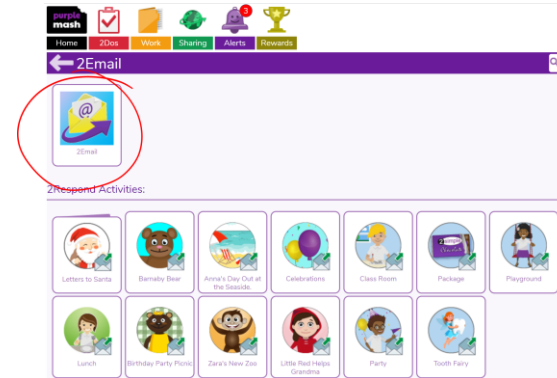 purple
mash
3
Home 2Dos Work Sharing Alerts Rewards
2Email
@
2Email
2Respond Activities:
Letters to Santa Barnaby Bear Anna's Day Out at the Seaside. Celebrations Class Room Package Playground
Lunch Birthday Party Picnic Zara's New Zoo Little Red Helps Grandma Party Tooth Fairy